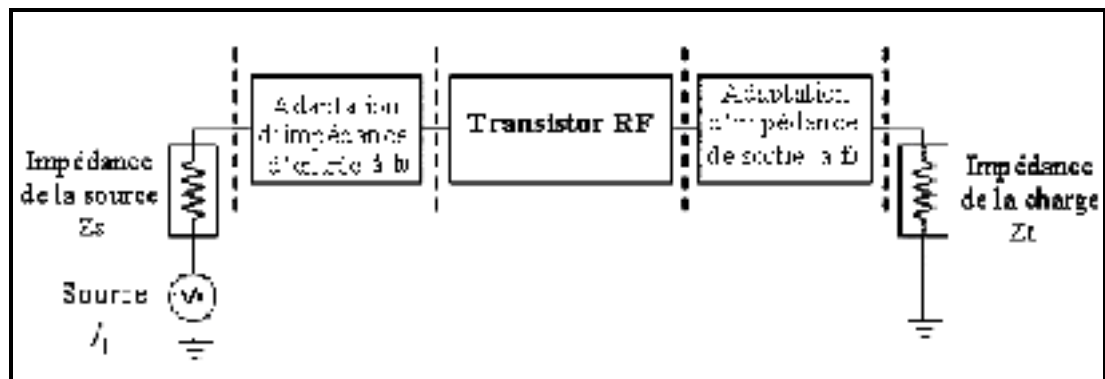 Adaptation
d'impédance
d'entrée à f0
Transistor RF
Adaptation
d'impédance
de sortie à f0
Impédance
de la source
Zs
Impédance
de la charge
Source